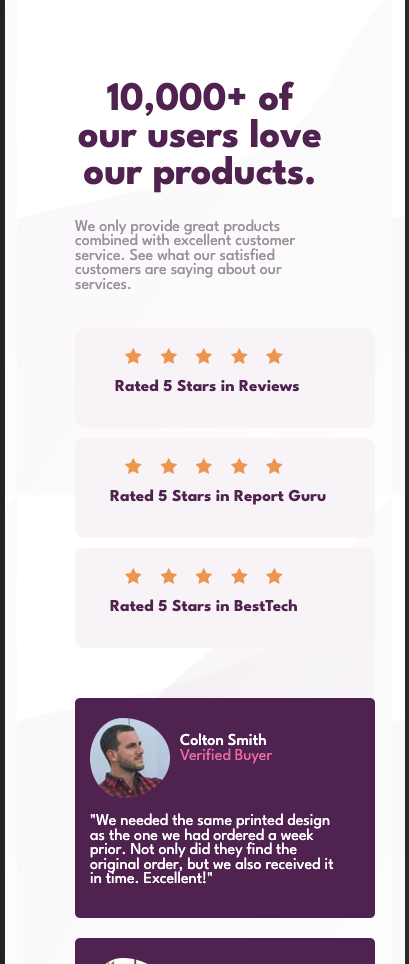 10,000+ of
our users love
our products.
We only provide great products
combined with excellent customer
service. See what our satisfied
customers are saying about our
services.
Rated 5 Stars in Reviews
Rated 5 Stars in Report Guru
Rated 5 Stars in BestTech
Colton Smith
Verified Buyer
"We needed the same printed design
as the one we had ordered a week
prior. Not only did they find the
original order, but we also received it
in time. Excellent!"